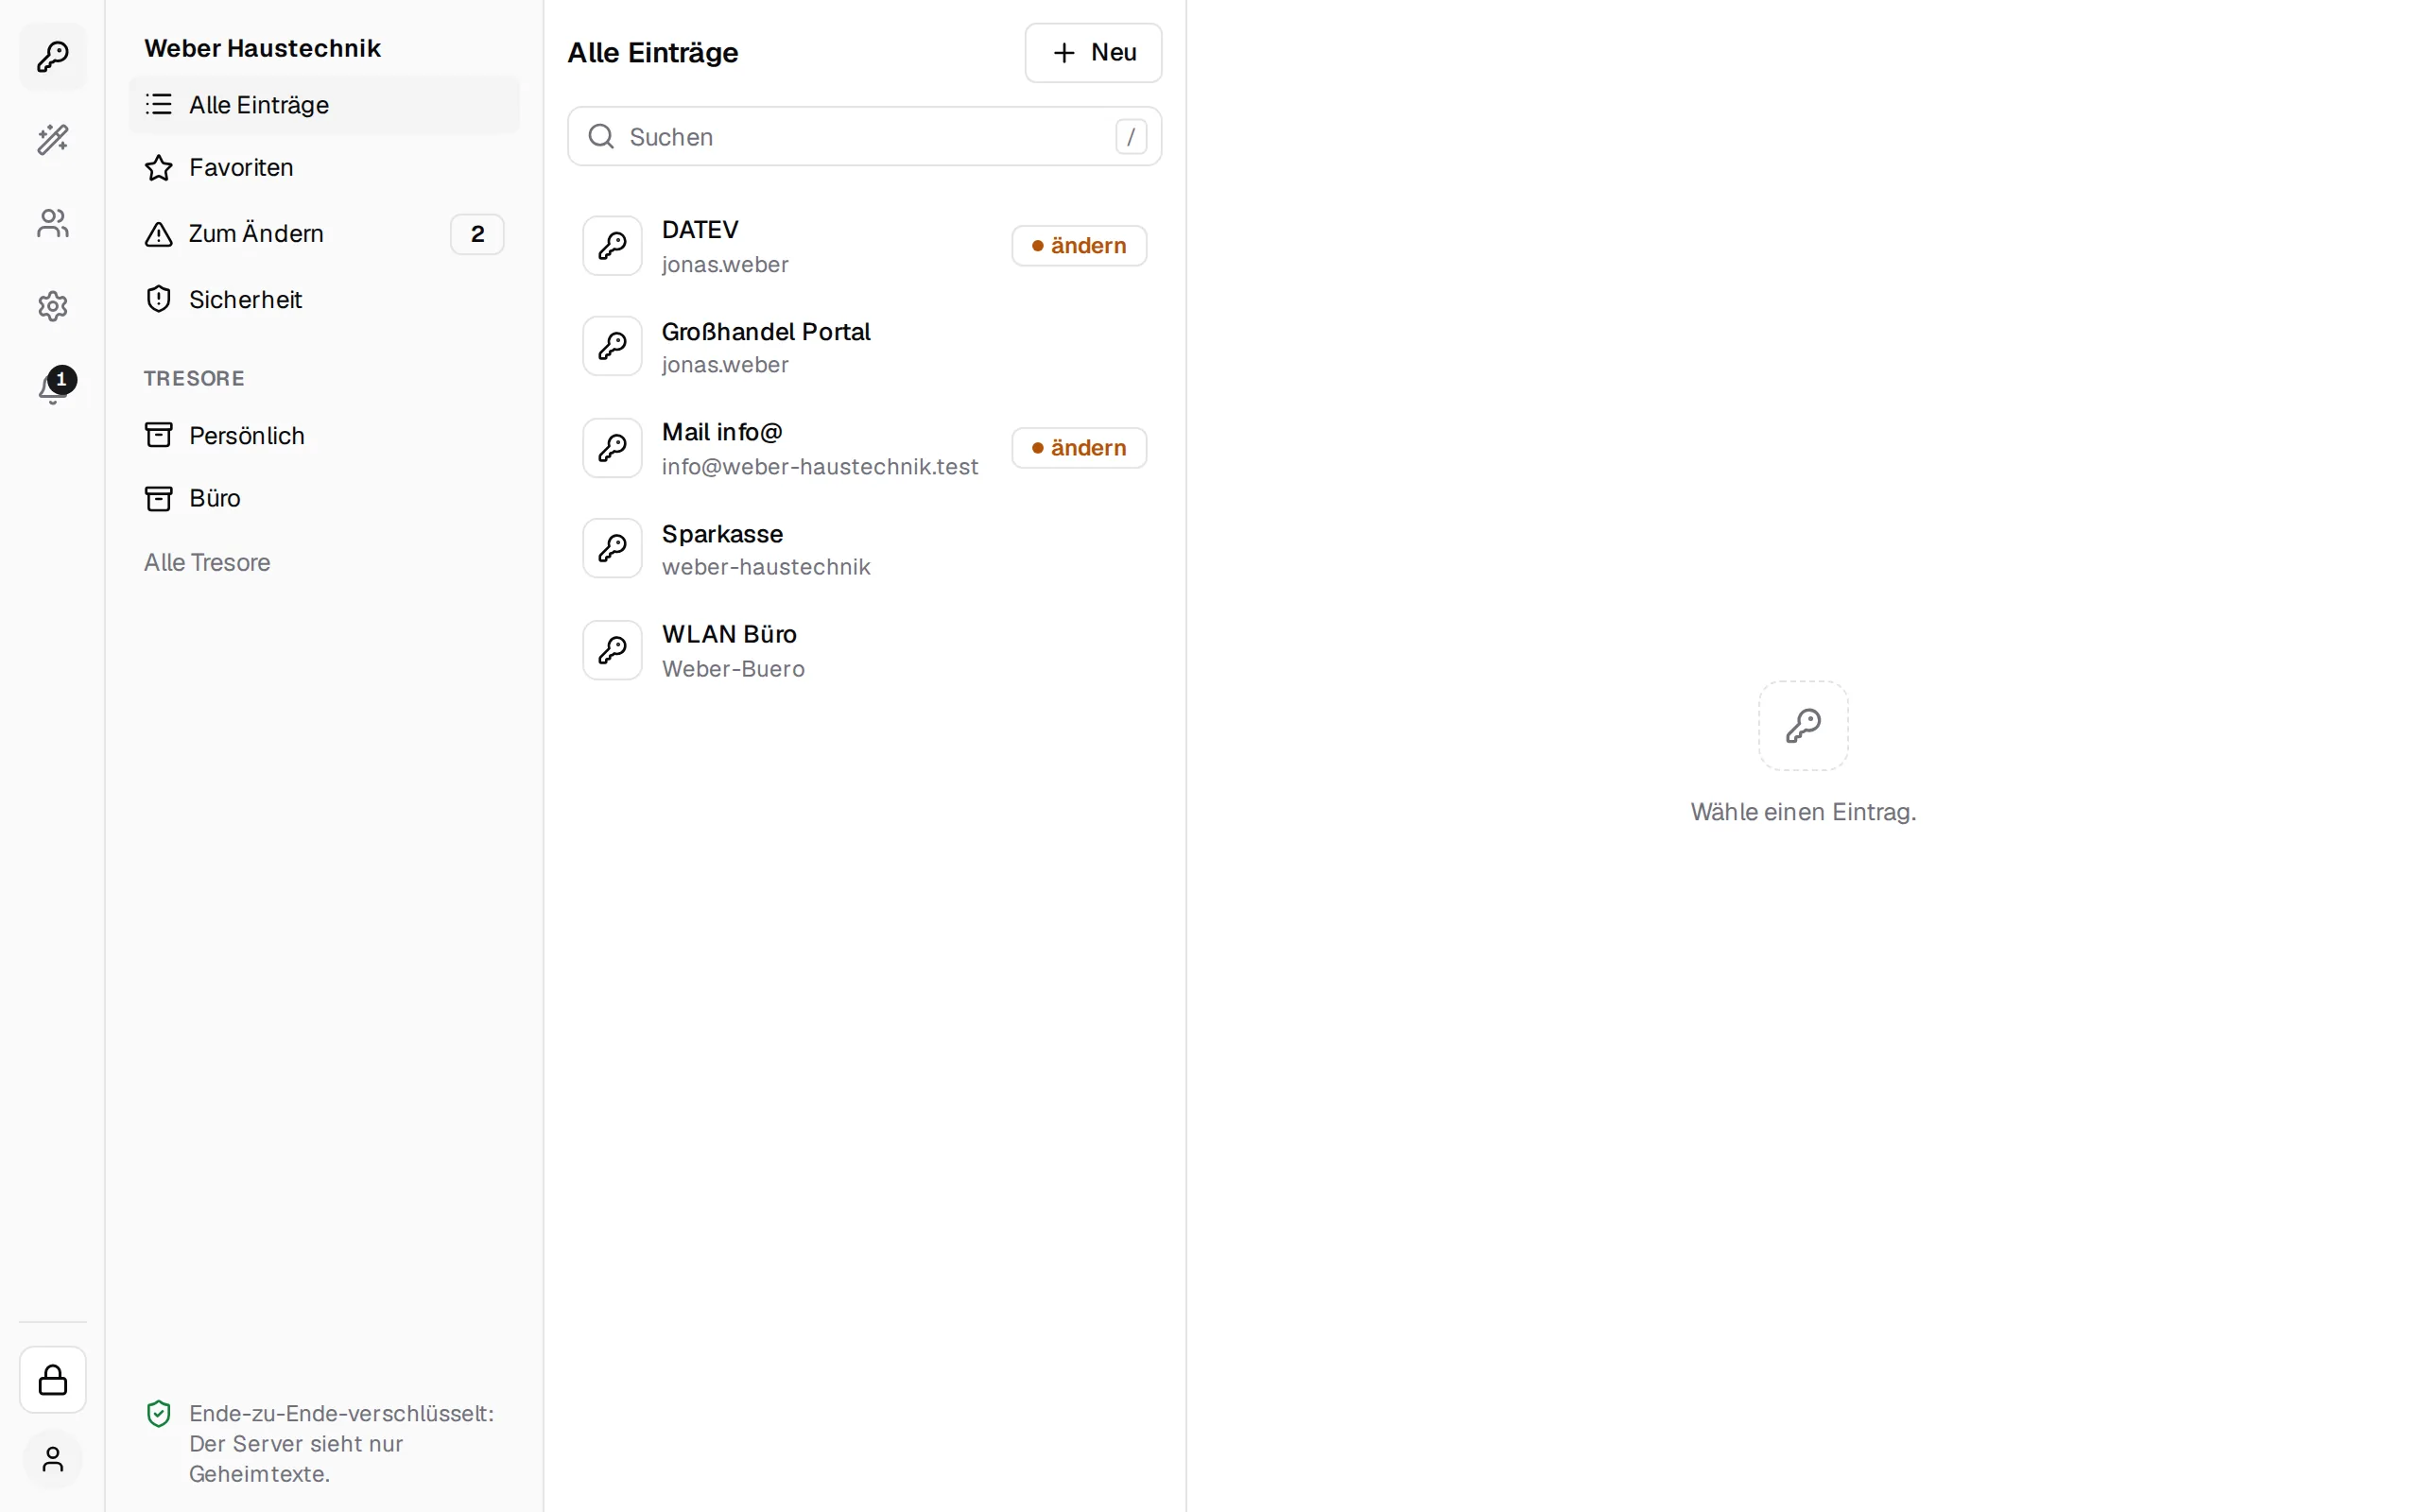 Weber Haustechnik
Alle Einträge
Favoriten
Zum Ändern
2
Sicherheit
1
TRESORE
Persönlich
Büro
Alle Tresore
Ende-zu-Ende-verschlüsselt:
Der Server sieht nur
Geheimtexte.
Alle Einträge
Neu
Suchen
/
DATEV
jonas.weber
ändern
Großhandel Portal
jonas.weber
Mail info@
info@weber-haustechnik.test
ändern
Sparkasse
weber-haustechnik
WLAN Büro
Weber-Buero
Wähle einen Eintrag.